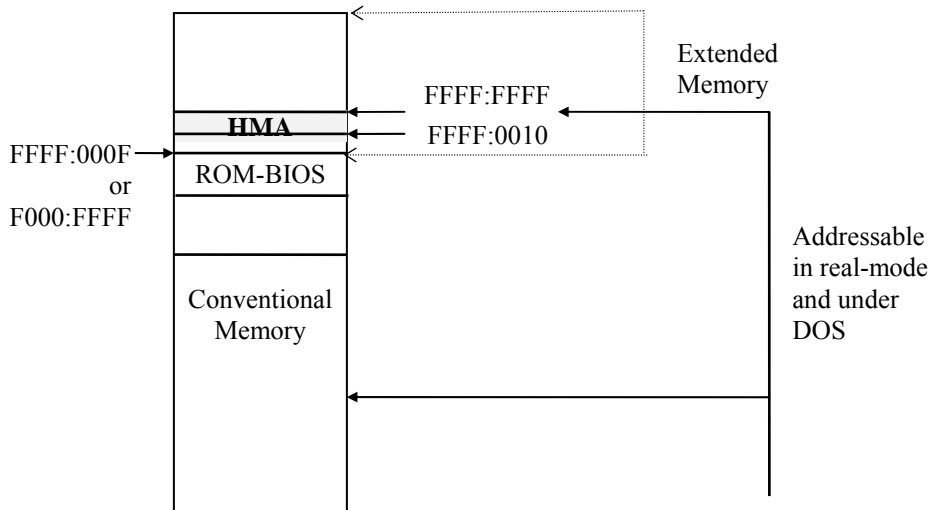 Extended
Memory
FFFF:FFFF
HMA
FFFF:0010
FFFF:000F
or
F000:FFFF
ROM-BIOS
Addressable
in real-mode
and under
DOS
Conventional
Memory